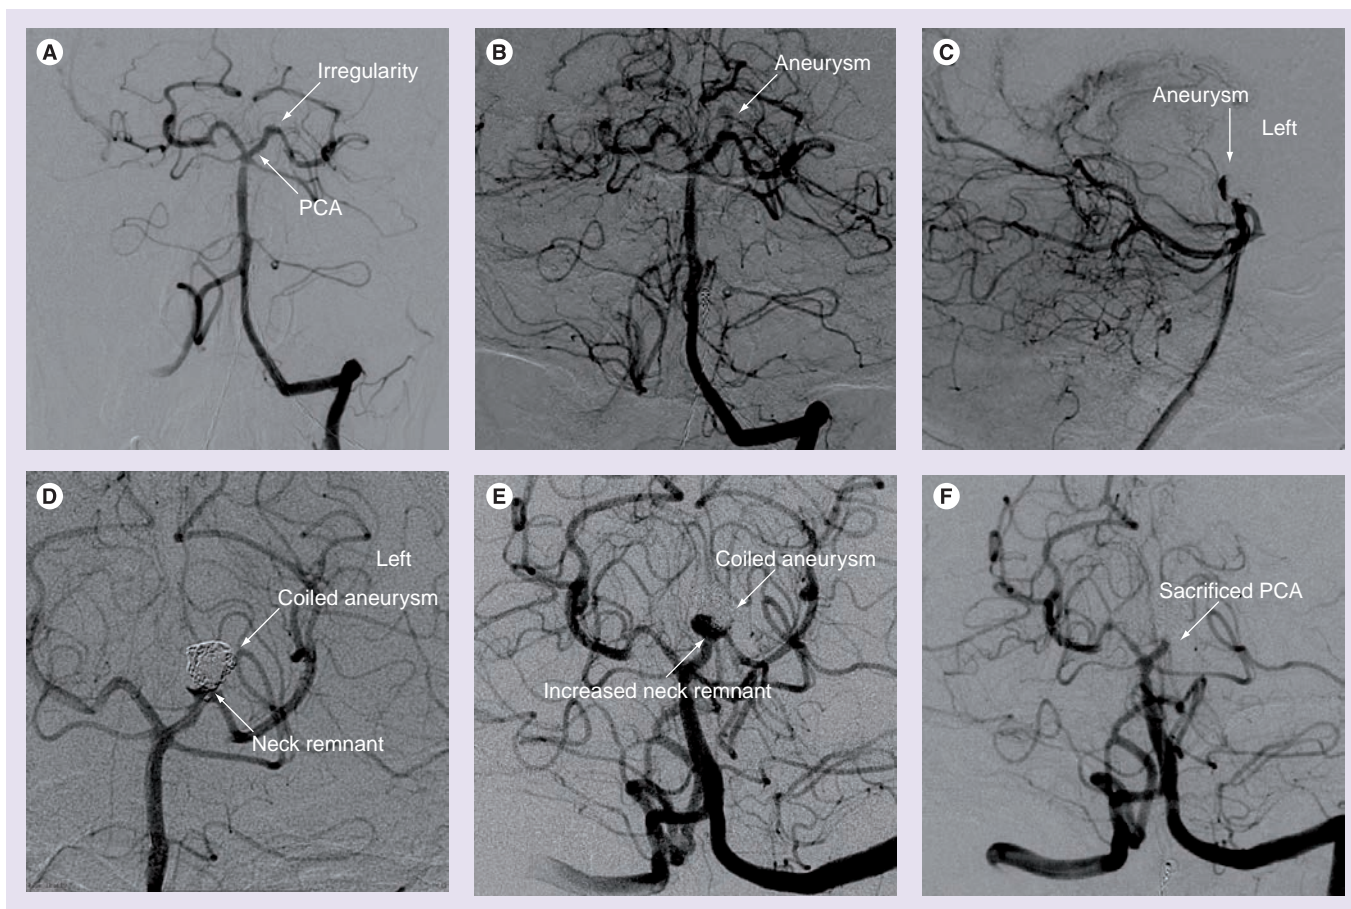 A
Irregularity
PCA
B
Aneurysm
C
Aneurysm
Left
D
Left
Coiled aneurysm
Neck remnant
E
Coiled aneurysm
Increased neck remnant
F
Sacrificed PCA